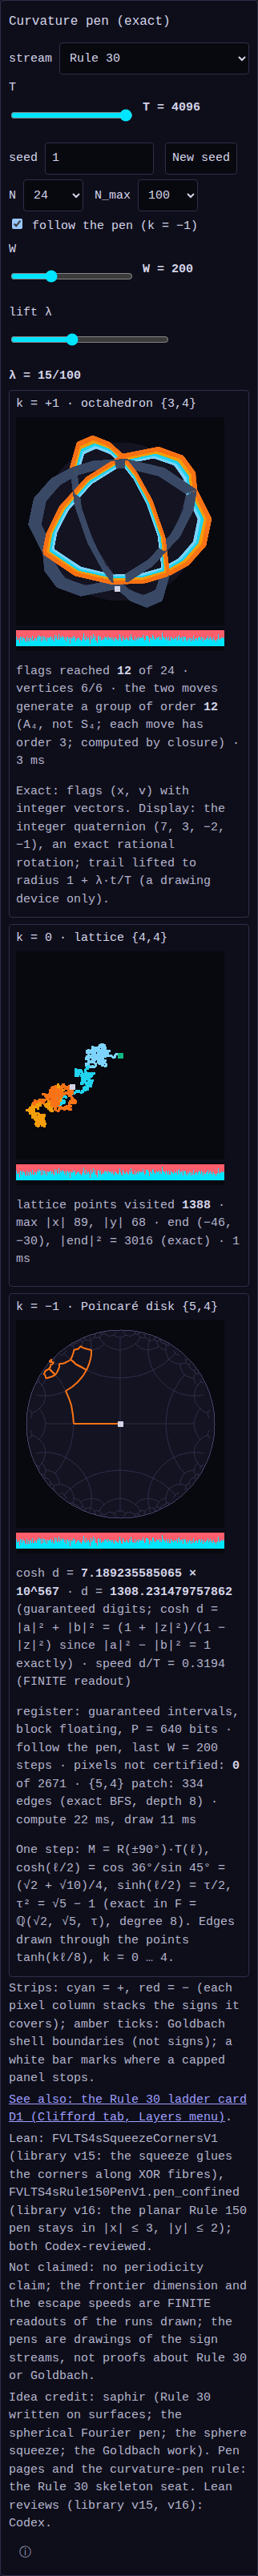 Curvature pen (exact)
stream Rule 30
T
T = 4096
seed 1 New seed
N 24 N_max 100
follow the pen (k = −1)
W
W = 200
lift λ
λ = 15/100
k = +1 · octahedron {3,4}
flags reached 12 of 24 ·
vertices 6/6 · the two moves
generate a group of order 12
(A₄, not S₄; each move has
order 3; computed by closure) ·
3 ms
Exact: flags (x, v) with
integer vectors. Display: the
integer quaternion (7, 3, −2,
−1), an exact rational
rotation; trail lifted to
radius 1 + λ·t/T (a drawing
device only).
k = 0 · lattice {4,4}
lattice points visited 1388 ·
max |x| 89, |y| 68 · end (−46,
−30), |end|² = 3016 (exact) · 1
ms
k = −1 · Poincaré disk {5,4}
cosh d = 7.189235585065 ×
10^567 · d = 1308.231479757862
(guaranteed digits; cosh d =
|a|² + |b|² = (1 + |z|²)/(1 −
|z|²) since |a|² − |b|² = 1
exactly) · speed d/T = 0.3194
(FINITE readout)
register: guaranteed intervals,
block floating, P = 640 bits ·
follow the pen, last W = 200
steps · pixels not certified: 0
of 2671 · {5,4} patch: 334
edges (exact BFS, depth 8) ·
compute 22 ms, draw 11 ms
One step: M = R(±90°)·T(ℓ),
cosh(ℓ/2) = cos 36°/sin 45° =
(√2 + √10)/4, sinh(ℓ/2) = τ/2,
τ² = √5 − 1 (exact in F =
ℚ(√2, √5, τ), degree 8). Edges
drawn through the points
tanh(kℓ/8), k = 0 … 4.
Strips: cyan = +, red = − (each
pixel column stacks the signs it
covers); amber ticks: Goldbach
shell boundaries (not signs); a
white bar marks where a capped
panel stops.
See also: the Rule 30 ladder card
D1 (Clifford tab, Layers menu).
Lean: FVLTS4sSqueezeCornersV1
(library v15: the squeeze glues
the corners along XOR fibres),
FVLTS4sRule150PenV1.pen_confined
(library v16: the planar Rule 150
pen stays in |x| ≤ 3, |y| ≤ 2);
both Codex-reviewed.
Not claimed: no periodicity
claim; the frontier dimension and
the escape speeds are FINITE
readouts of the runs drawn; the
pens are drawings of the sign
streams, not proofs about Rule 30
or Goldbach.
Idea credit: saphir (Rule 30
written on surfaces; the
spherical Fourier pen; the sphere
squeeze; the Goldbach work). Pen
pages and the curvature-pen rule:
the Rule 30 skeleton seat. Lean
reviews (library v15, v16):
Codex.